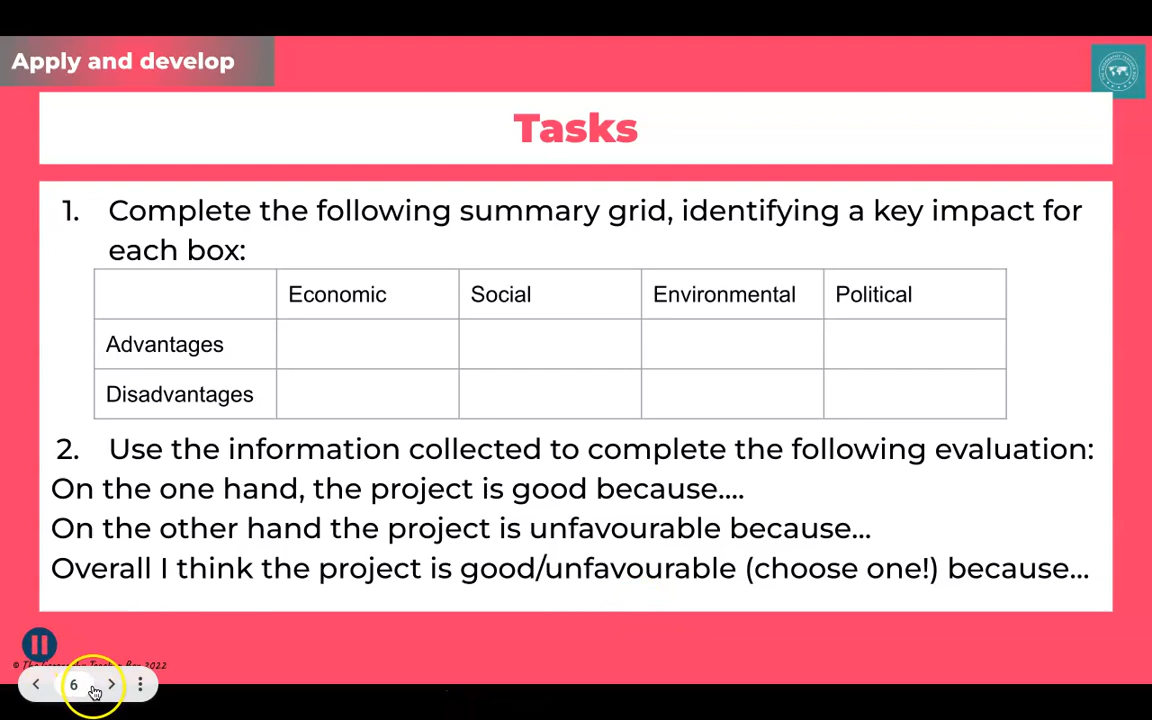 Apply and develop
Tasks
1. Complete the following summary grid, identifying a key impact for
each box:
Economic Social Environmental Political
Advantages
Disadvantages
2. Use the information collected to complete the following evaluation:
On the one hand, the project is good because....
On the other hand the project is unfavourable because...
Overall I think the project is good/unfavourable (choose one!) because...
© The 2022
6